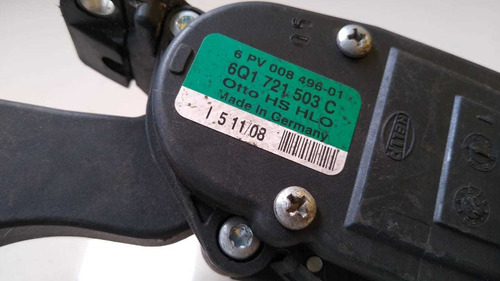 6 PV 008 496-01
6Q1 721 503 C
Otto HS HLO
Made in Germany
1 5 11/08
HELLA